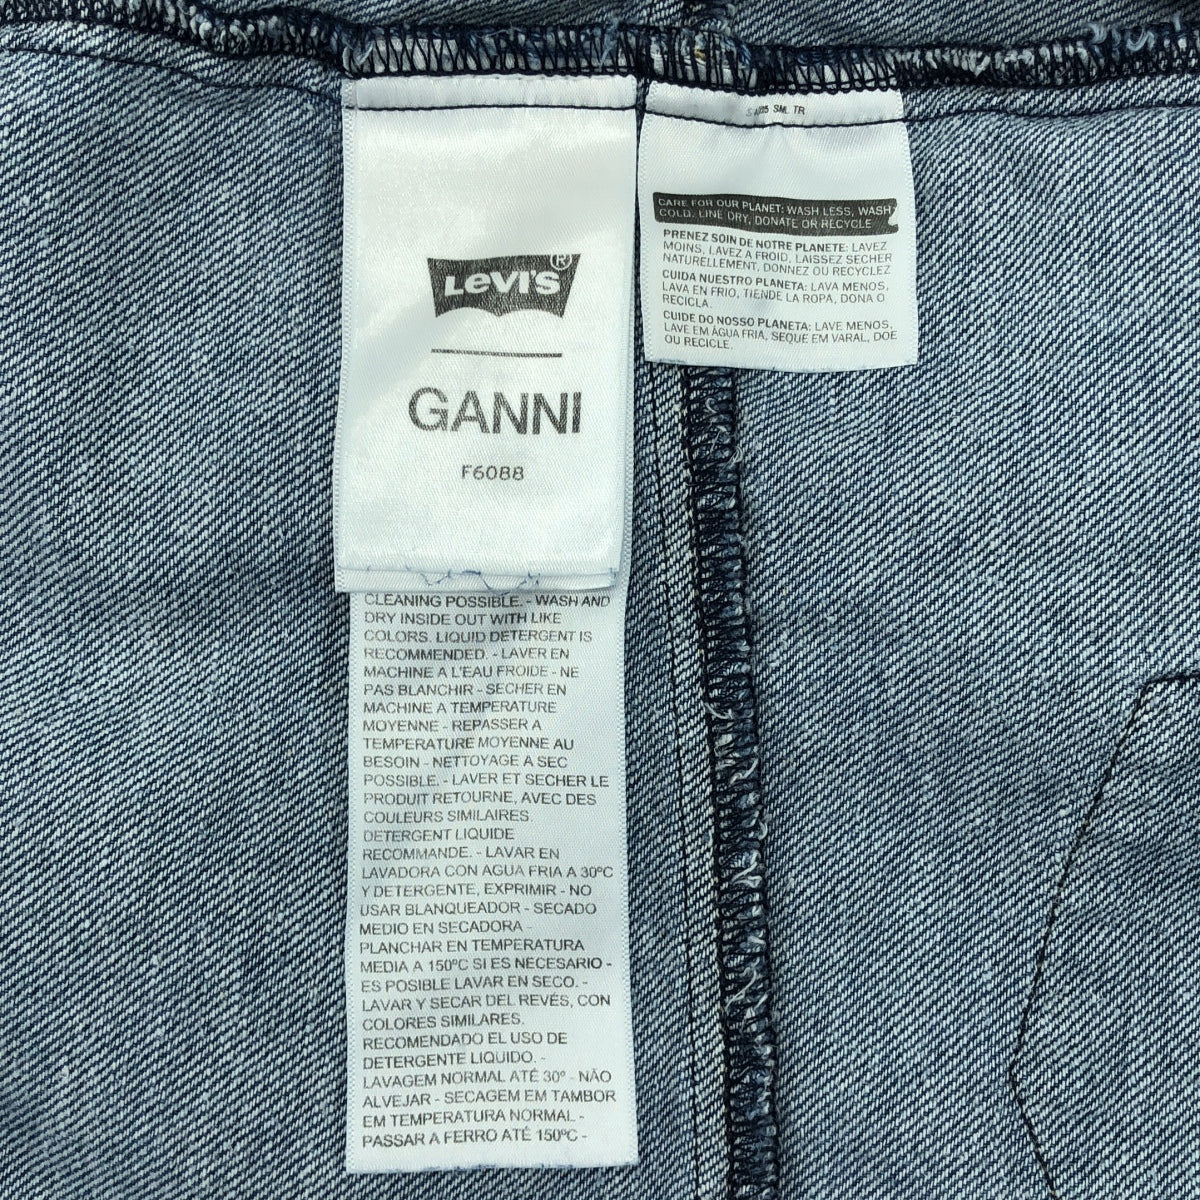 LEVI'S®
GANNI
F6088
CLEANING POSSIBLE. - WASH AND
DRY INSIDE OUT WITH LIKE
COLORS. LIQUID DETERGENT IS
RECOMMENDED. - LAVER EN
MACHINE A L'EAU FROIDE - NE
PAS BLANCHIR - SECHER EN
MACHINE A TEMPERATURE
MOYENNE - REPASSER A
TEMPERATURE MOYENNE AU
BESOIN - NETTOYAGE A SEC
POSSIBLE. - LAVER ET SECHER LE
PRODUIT RETOURNE, AVEC DES
COULEURS SIMILAIRES.
DETERGENT LIQUIDE
RECOMMANDE. - LAVAR EN
LAVADORA CON AGUA FRIA A 30ºC
Y DETERGENTE, EXPRIMIR - NO
USAR BLANQUEADOR - SECADO
MEDIO EN SECADORA -
PLANCHAR EN TEMPERATURA
MEDIA A 150ºC SI ES NECESARIO -
ES POSIBLE LAVAR EN SECO. -
LAVAR Y SECAR DEL REVÉS, CON
COLORES SIMILARES.
RECOMENDADO EL USO DE
DETERGENTE LIQUIDO. -
LAVAGEM NORMAL ATÉ 30º - NÃO
ALVEJAR - SECAGEM EM TAMBOR
EM TEMPERATURA NORMAL -
PASSAR A FERRO ATÉ 150ºC -
SML TR
CARE FOR OUR PLANET: WASH LESS, WASH
COLD, LINE DRY, DONATE OR RECYCLE
PRENEZ SOIN DE NOTRE PLANETE: LAVEZ
MOINS, LAVEZ A FROID, LAISSEZ SECHER
NATURELLEMENT, DONNEZ OU RECYCLEZ
CUIDA NUESTRO PLANETA: LAVA MENOS,
LAVA EN FRIO, TIENDE LA ROPA, DONA O
RECICLA.
CUIDE DO NOSSO PLANETA: LAVE MENOS,
LAVE EM ÁGUA FRIA, SEQUE EM VARAL, DOE
OU RECICLE.